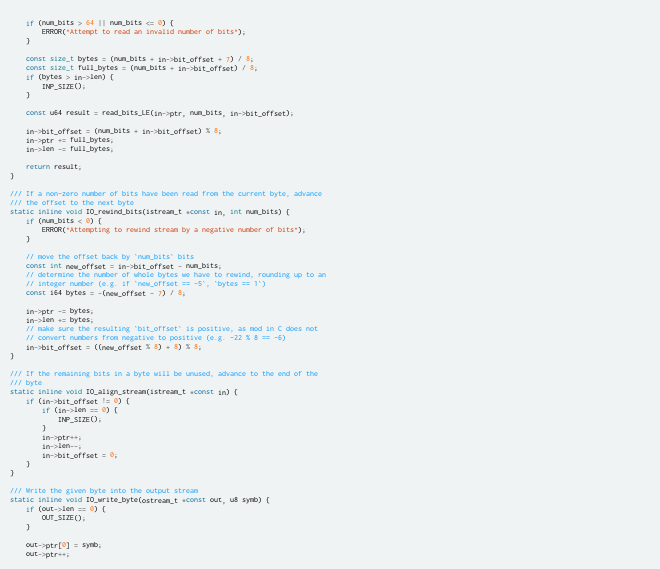 if (num_bits > 64 || num_bits <= 0) {
ERROR("Attempt to read an invalid number of bits");
}
const size_t bytes = (num_bits + in->bit_offset + 7) / 8;
const size_t full_bytes = (num_bits + in->bit_offset) / 8;
if (bytes > in->len) {
INP_SIZE();
}
const u64 result = read_bits_LE(in->ptr, num_bits, in->bit_offset);
in->bit_offset = (num_bits + in->bit_offset) % 8;
in->ptr += full_bytes;
in->len -= full_bytes;
return result;
}
/// If a non-zero number of bits have been read from the current byte, advance
/// the offset to the next byte
static inline void IO_rewind_bits(istream_t *const in, int num_bits) {
if (num_bits < 0) {
ERROR("Attempting to rewind stream by a negative number of bits");
}
// move the offset back by `num_bits` bits
const int new_offset = in->bit_offset - num_bits;
// determine the number of whole bytes we have to rewind, rounding up to an
// integer number (e.g. if `new_offset == -5`, `bytes == 1`)
const i64 bytes = -(new_offset - 7) / 8;
in->ptr -= bytes;
in->len += bytes;
// make sure the resulting `bit_offset` is positive, as mod in C does not
// convert numbers from negative to positive (e.g. -22 % 8 == -6)
in->bit_offset = ((new_offset % 8) + 8) % 8;
}
/// If the remaining bits in a byte will be unused, advance to the end of the
/// byte
static inline void IO_align_stream(istream_t *const in) {
if (in->bit_offset != 0) {
if (in->len == 0) {
INP_SIZE();
}
in->ptr++;
in->len--;
in->bit_offset = 0;
}
}
/// Write the given byte into the output stream
static inline void IO_write_byte(ostream_t *const out, u8 symb) {
if (out->len == 0) {
OUT_SIZE();
}
out->ptr[0] = symb;
out->ptr++;